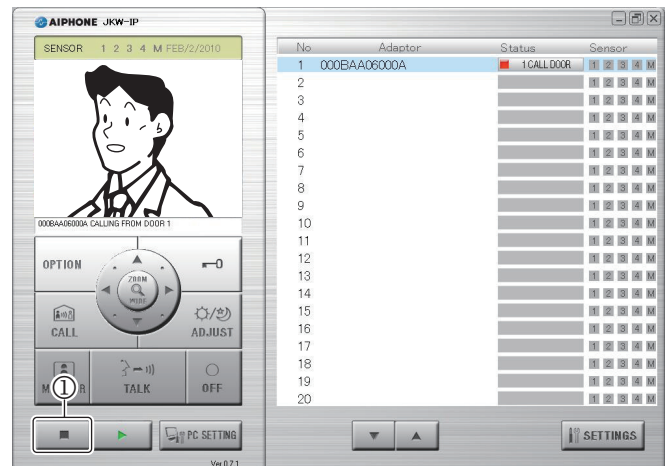 AIPHONE JKW-IP
SENSOR 1 2 3 4 M FEB/2/2010
000BAA06000A CALLING FROM DOOR 1
OPTION
ZOOM
WIDE
CALL
ADJUST
①
TALK
OFF
PC SETTING
Ver 0.7.1
No Adaptor Status Sensor
1 000BAA06000A 1 CALL DOOR 1 2 3 4 M
2 1 2 3 4 M
3 1 2 3 4 M
4 1 2 3 4 M
5 1 2 3 4 M
6 1 2 3 4 M
7 1 2 3 4 M
8 1 2 3 4 M
9 1 2 3 4 M
10 1 2 3 4 M
11 1 2 3 4 M
12 1 2 3 4 M
13 1 2 3 4 M
14 1 2 3 4 M
15 1 2 3 4 M
16 1 2 3 4 M
17 1 2 3 4 M
18 1 2 3 4 M
19 1 2 3 4 M
20 1 2 3 4 M
SETTINGS